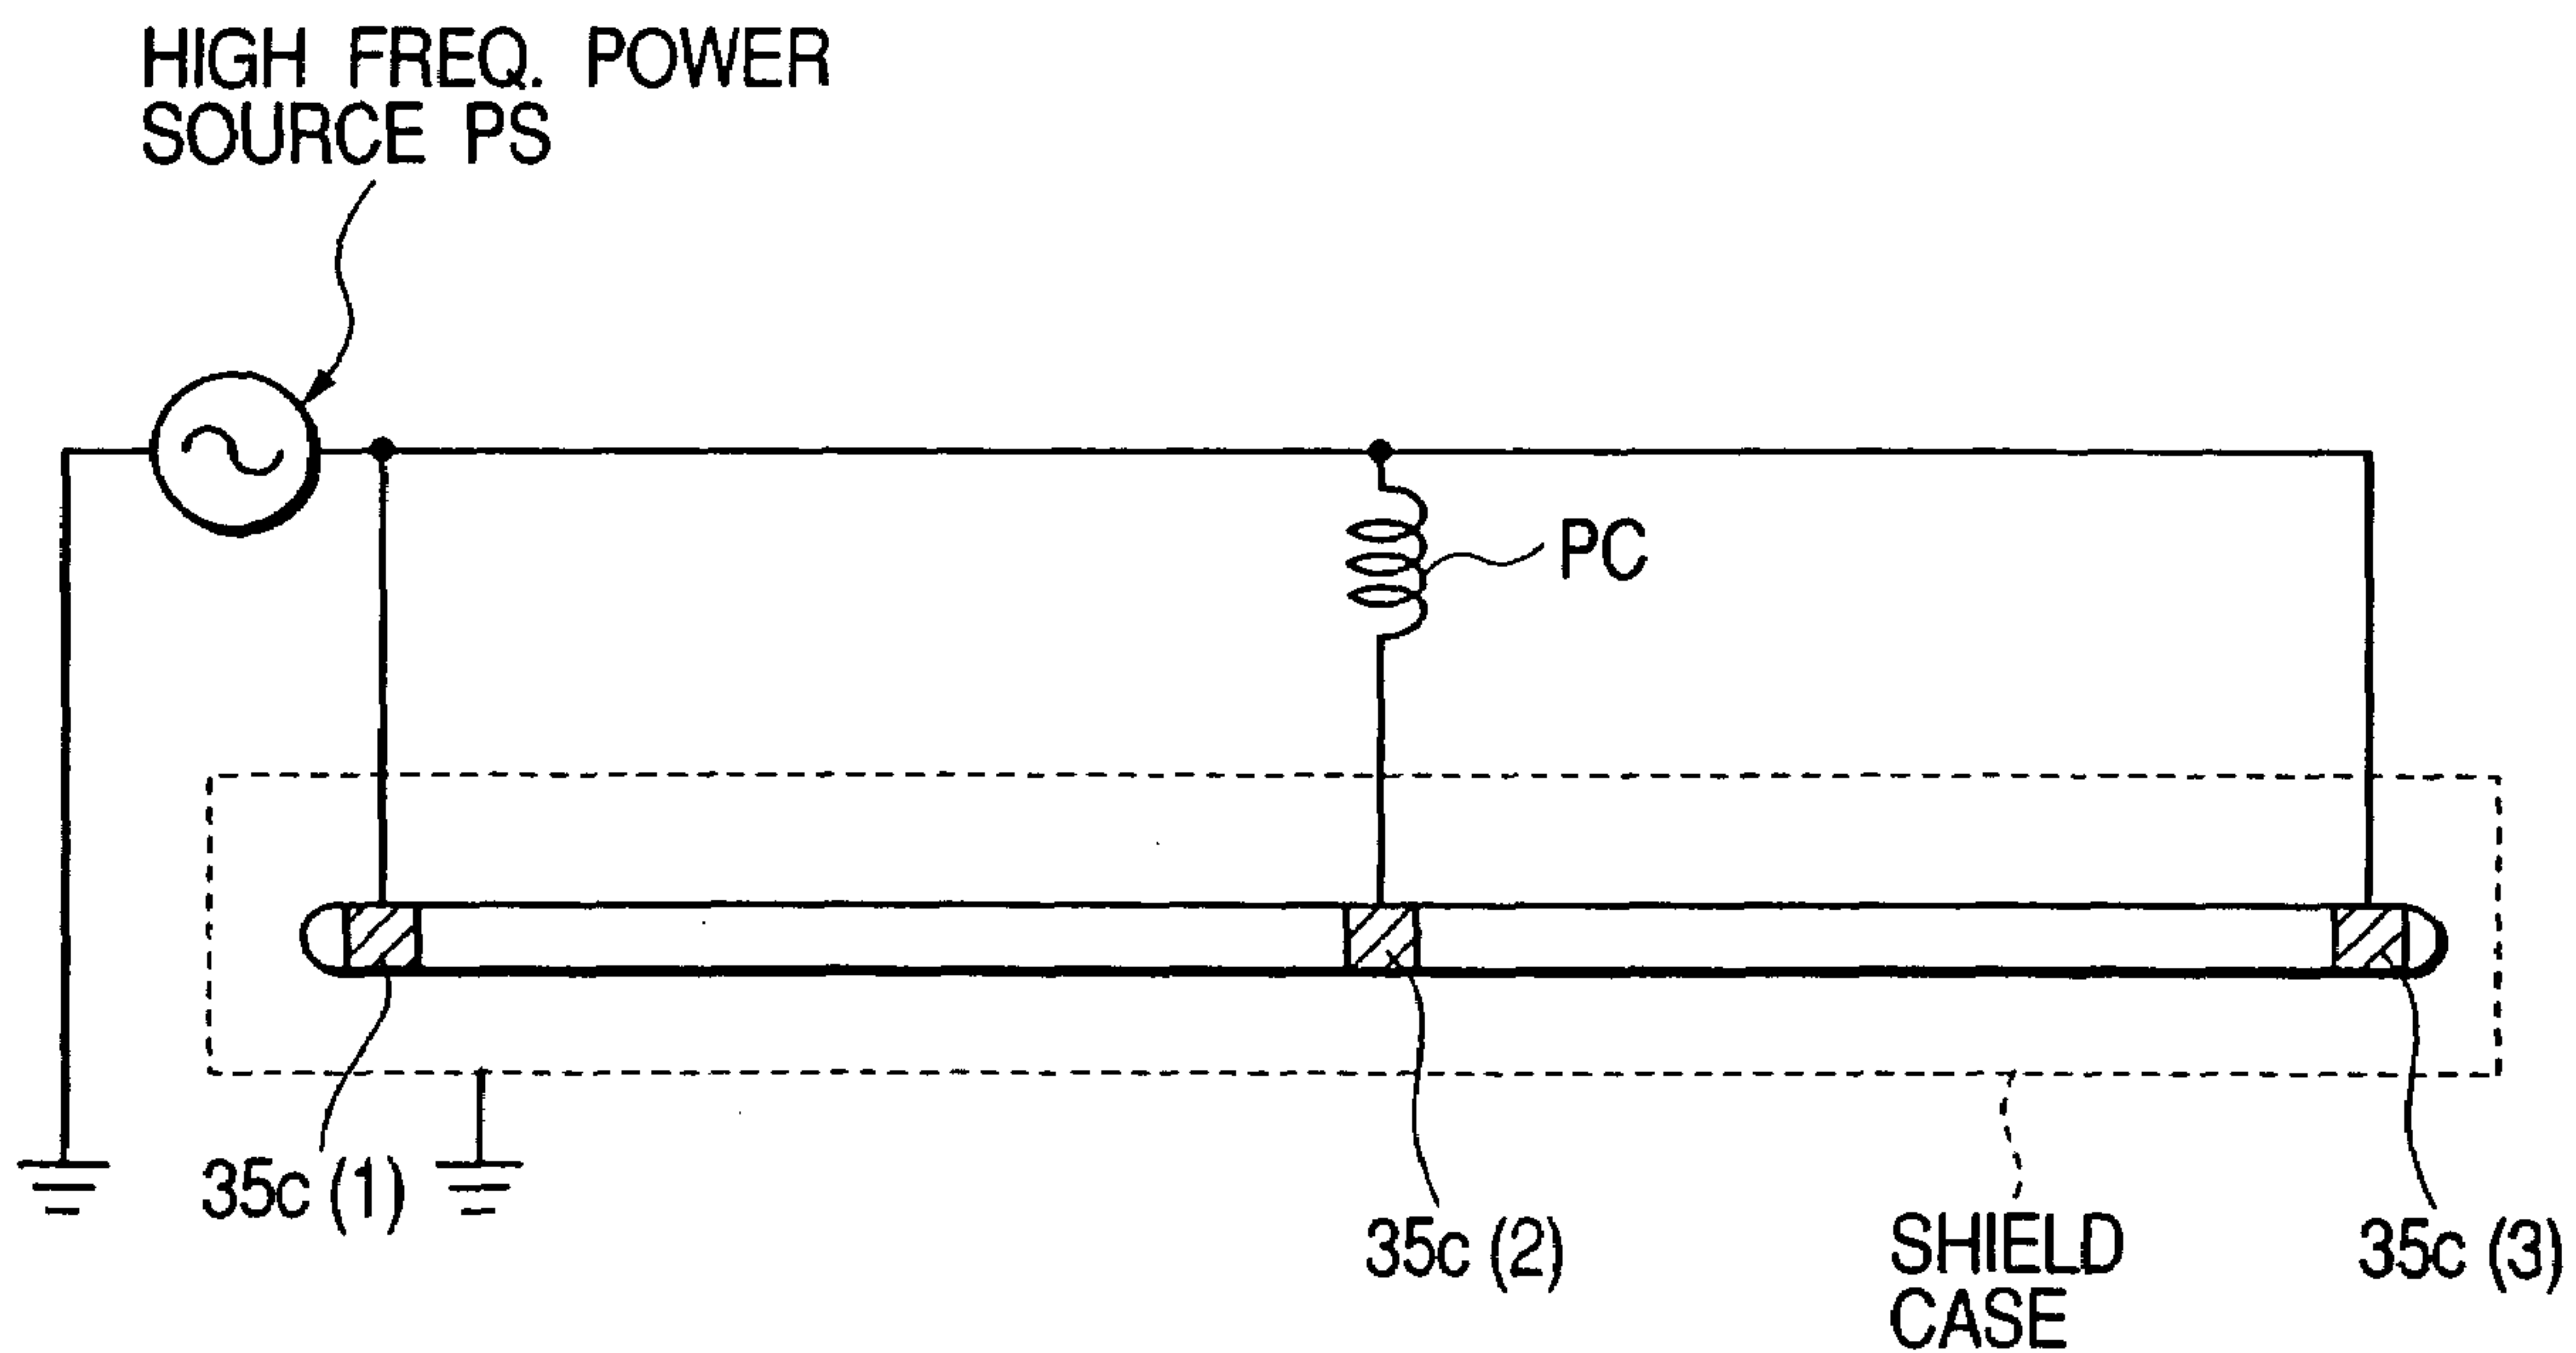 HIGH FREQ. POWER
SOURCE PS
PC
35c (1)
35c (2)
SHIELD
CASE
35c (3)